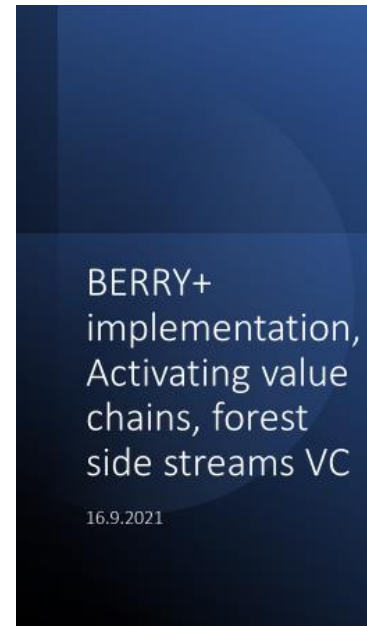 BERRY+
implementation,
Activating value
chains, forest
side streams VC
16.9.2021